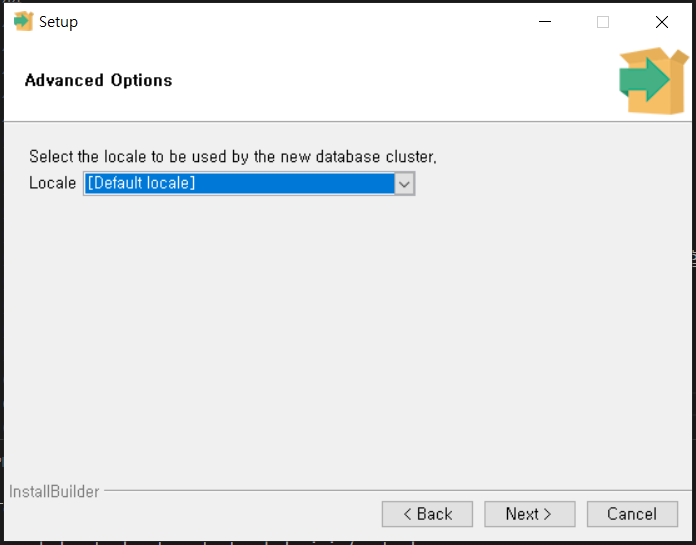 Setup
Advanced Options
Select the locale to be used by the new database cluster,
Locale [Default locale]
InstallBuilder
< Back Next > Cancel